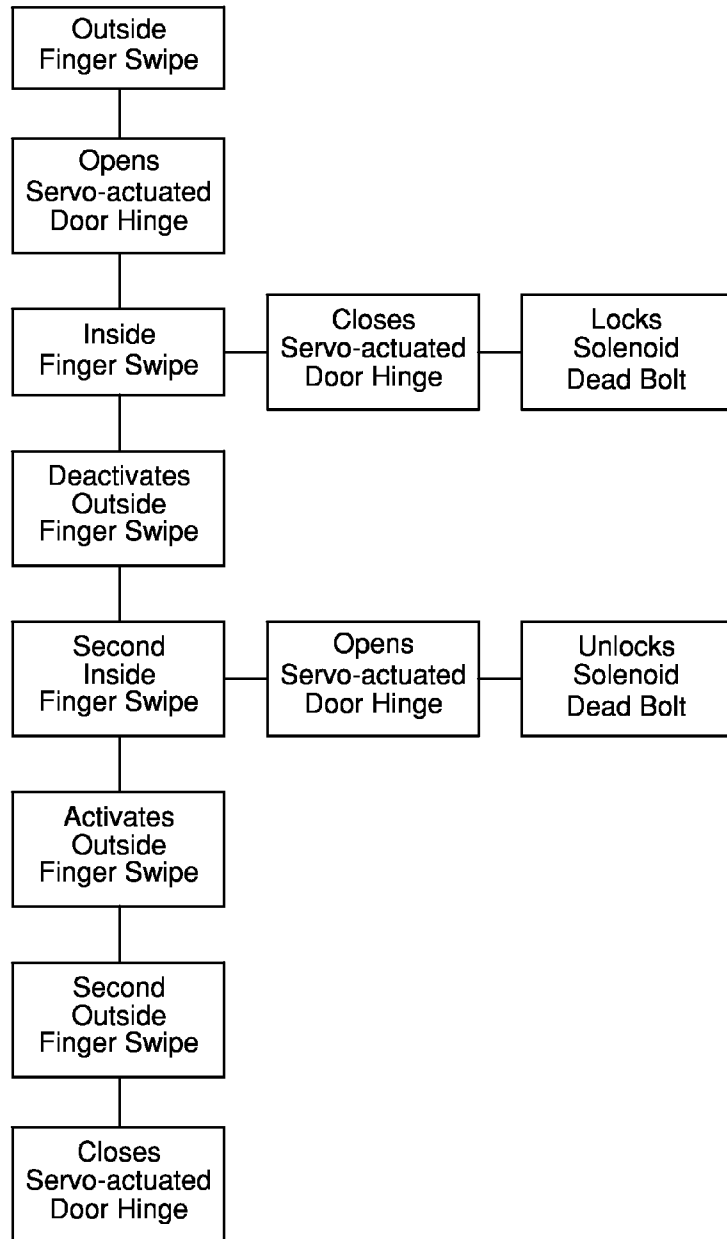 Outside
Finger Swipe
Opens
Servo-actuated
Door Hinge
Inside
Finger Swipe
Closes
Servo-actuated
Door Hinge
Locks
Solenoid
Dead Bolt
Deactivates
Outside
Finger Swipe
Second
Inside
Finger Swipe
Opens
Servo-actuated
Door Hinge
Unlocks
Solenoid
Dead Bolt
Activates
Outside
Finger Swipe
Second
Outside
Finger Swipe
Closes
Servo-actuated
Door Hinge